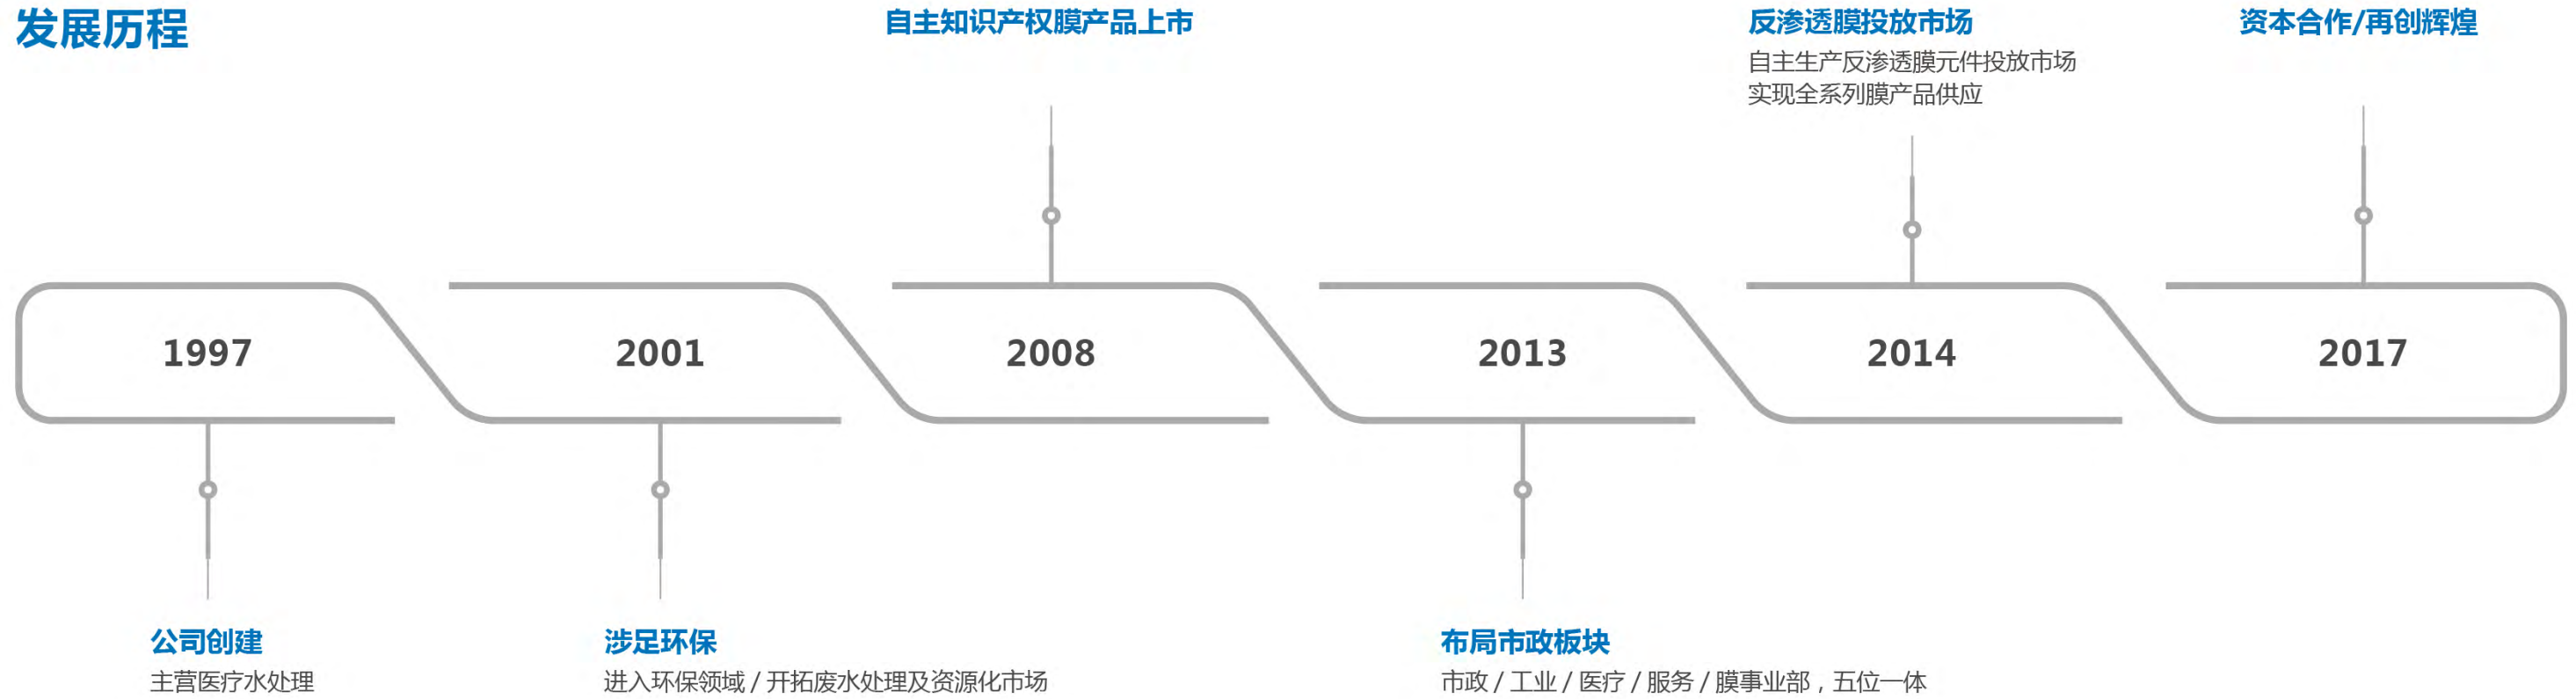 发展历程
自主知识产权膜产品上市
反渗透膜投放市场
自主生产反渗透膜元件投放市场
实现全系列膜产品供应
资本合作/再创辉煌
1997
2001
2008
2013
2014
2017
公司创建
主营医疗水处理
涉足环保
进入环保领域 / 开拓废水处理及资源化市场
布局市政板块
市政 / 工业 / 医疗 / 服务 / 膜事业部，五位一体